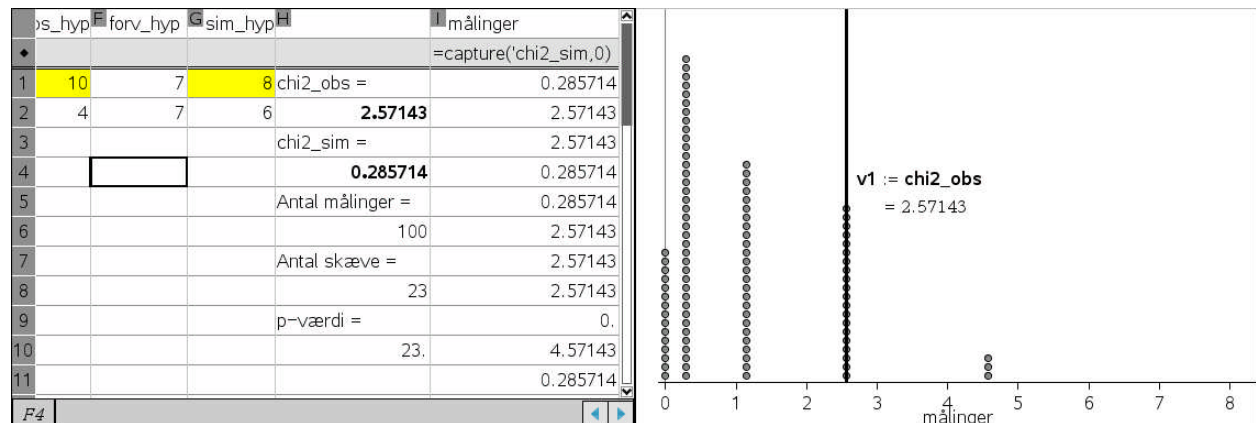 os_hyp F forv_hyp G sim_hyp H I målinger
◆ =capture('chi2_sim,0)
1 10 7 8 chi2_obs = 0.285714
2 4 7 6 2.57143 2.57143
3 chi2_sim = 2.57143
4 0.285714 0.285714
5 Antal målinger = 0.285714
6 100 2.57143
7 Antal skæve = 2.57143
8 23 2.57143
9 p-værdi = 0.
10 23. 4.57143
11 0.285714
F4
v1 := chi2_obs
= 2.57143
0 1 2 3 4 5 6 7 8
målinger